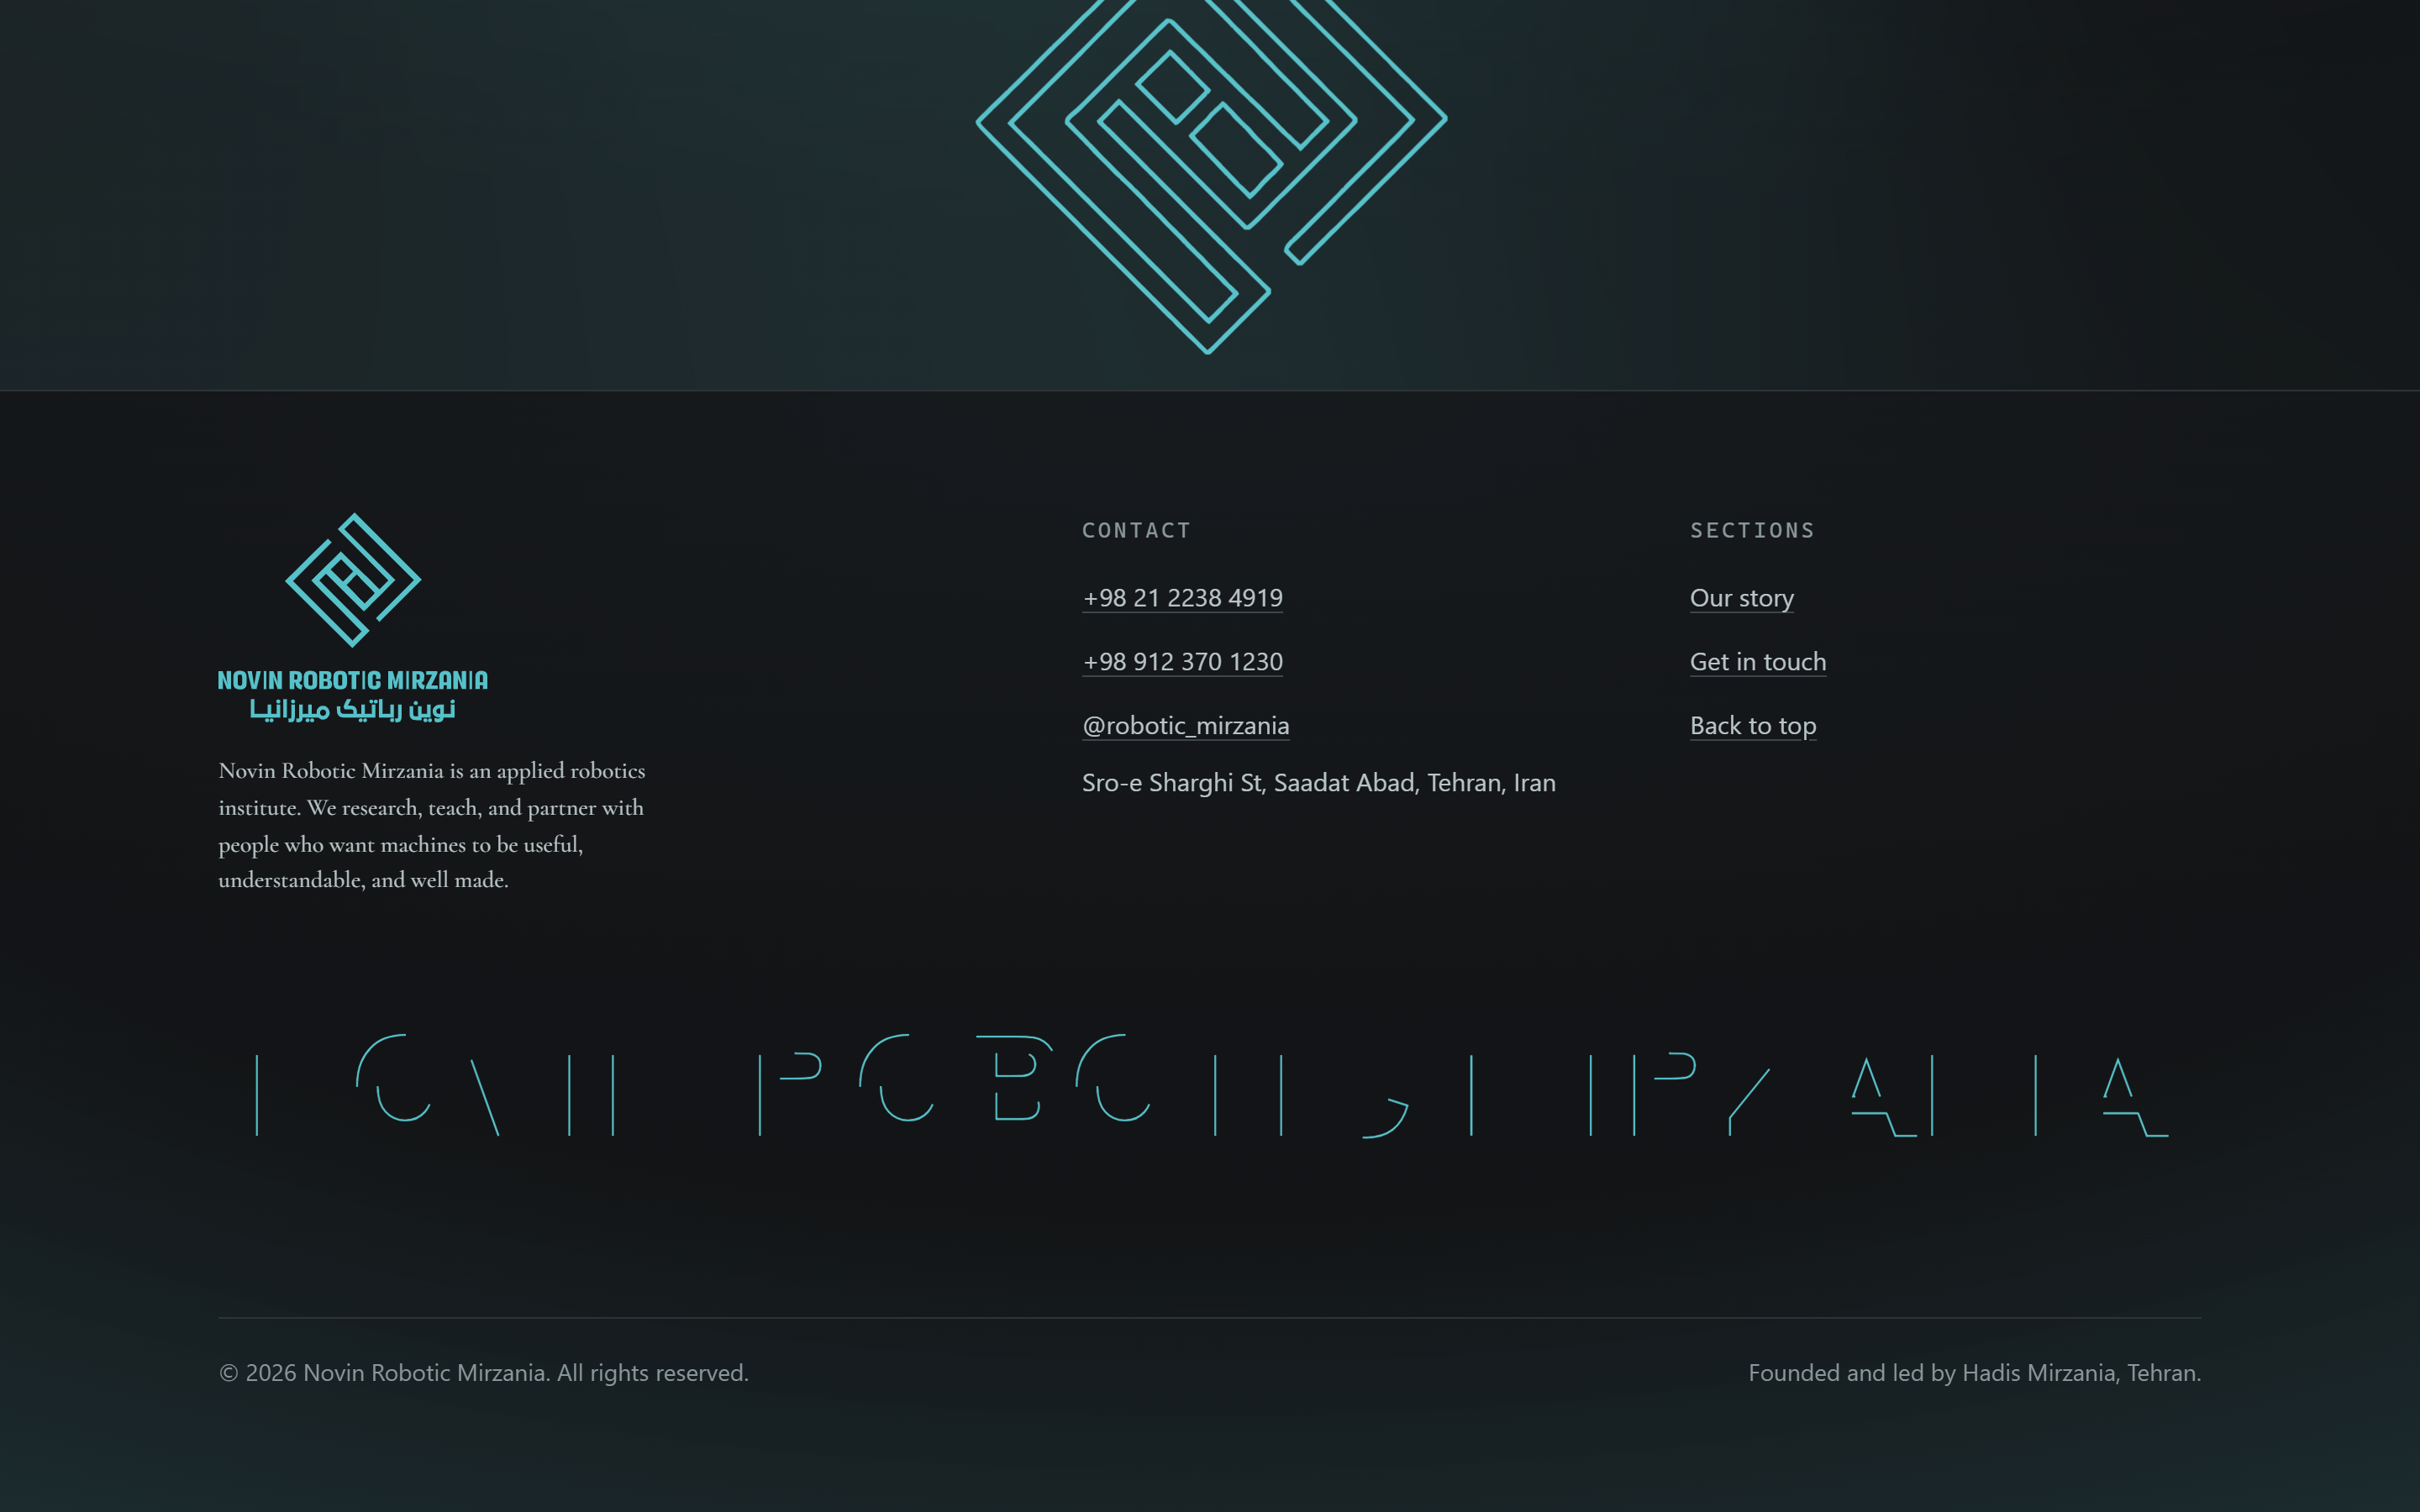 NOVIN ROBOTIC MIRZANIA
نوین رباتیک میرزانیا
Novin Robotic Mirzania is an applied robotics
institute. We research, teach, and partner with
people who want machines to be useful,
understandable, and well made.
CONTACT
+98 21 2238 4919
+98 912 370 1230
@robotic_mirzania
Sro-e Sharghi St, Saadat Abad, Tehran, Iran
SECTIONS
Our story
Get in touch
Back to top
© 2026 Novin Robotic Mirzania. All rights reserved.
Founded and led by Hadis Mirzania, Tehran.